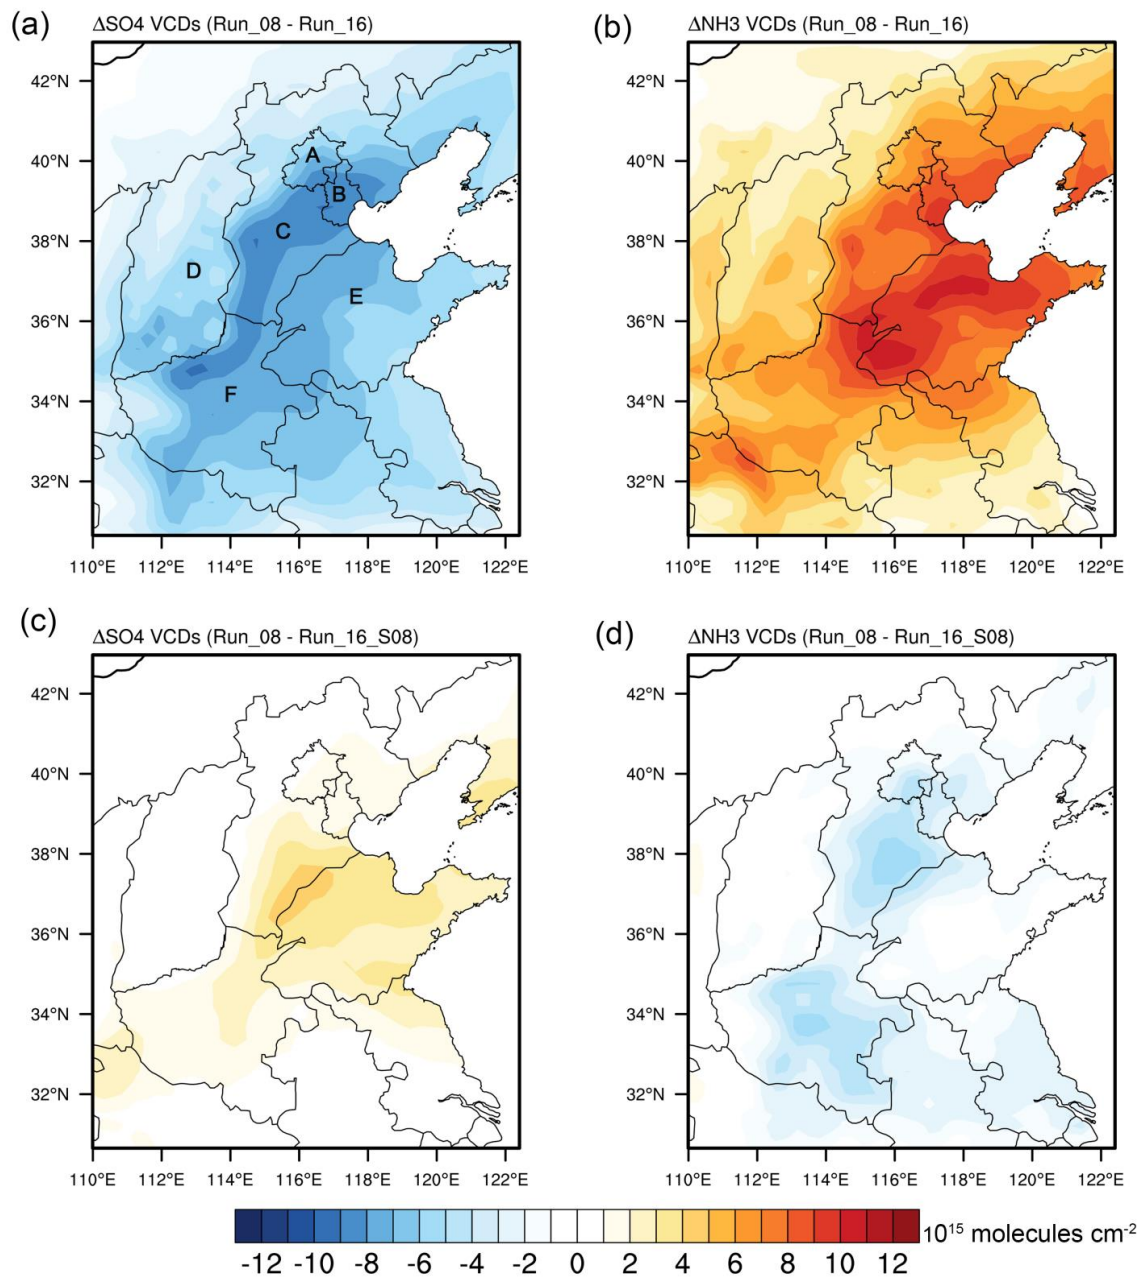 (a) ΔSO4 VCDs (Run_08 - Run_16)
(b) ΔNH3 VCDs (Run_08 - Run_16)
42°N
40°N
38°N
36°N
34°N
32°N
A
B
C
D
E
F
110°E 112°E 114°E 116°E 118°E 120°E 122°E
42°N
40°N
38°N
36°N
34°N
32°N
110°E 112°E 114°E 116°E 118°E 120°E 122°E
(c) ΔSO4 VCDs (Run_08 - Run_16_S08)
(d) ΔNH3 VCDs (Run_08 - Run_16_S08)
42°N
40°N
38°N
36°N
34°N
32°N
110°E 112°E 114°E 116°E 118°E 120°E 122°E
42°N
40°N
38°N
36°N
34°N
32°N
110°E 112°E 114°E 116°E 118°E 120°E 122°E
10¹⁵ molecules cm⁻²
-12 -10 -8 -6 -4 -2 0 2 4 6 8 10 12